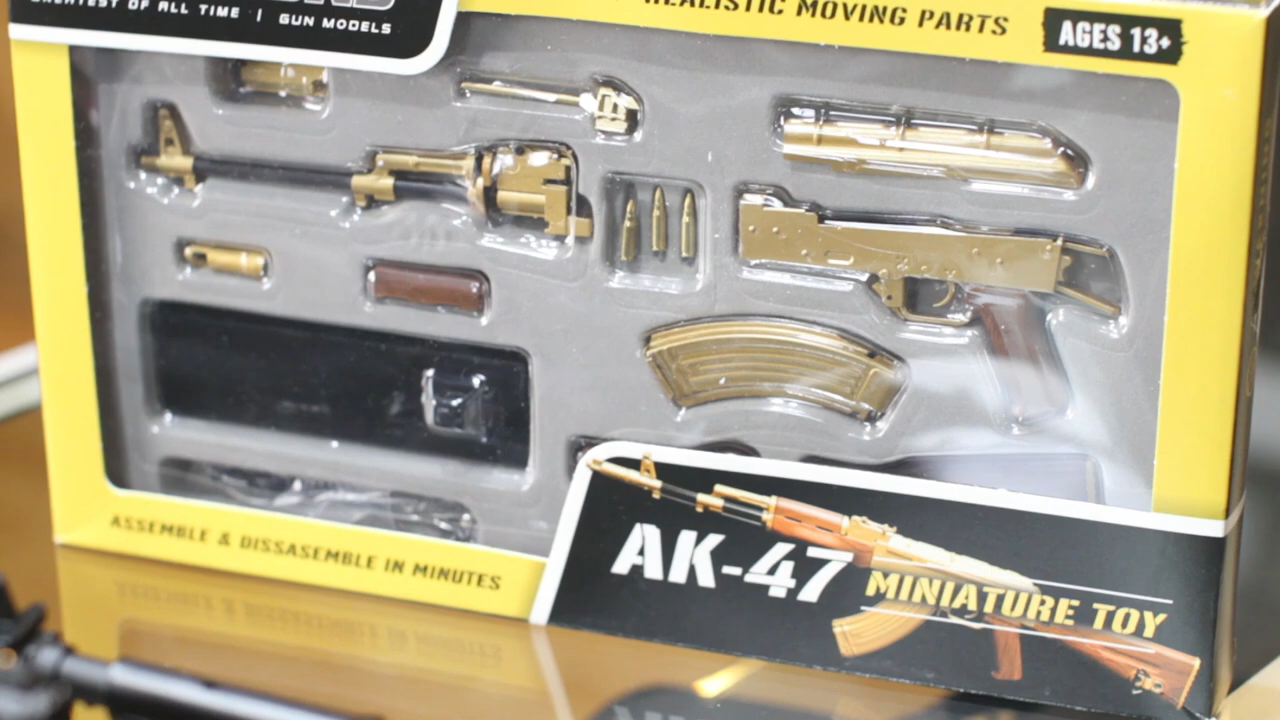 GREATEST OF ALL TIME | GUN MODELS
REALISTIC MOVING PARTS
AGES 13+
ASSEMBLE & DISSASEMBLE IN MINUTES
AK-47
MINIATURE TOY